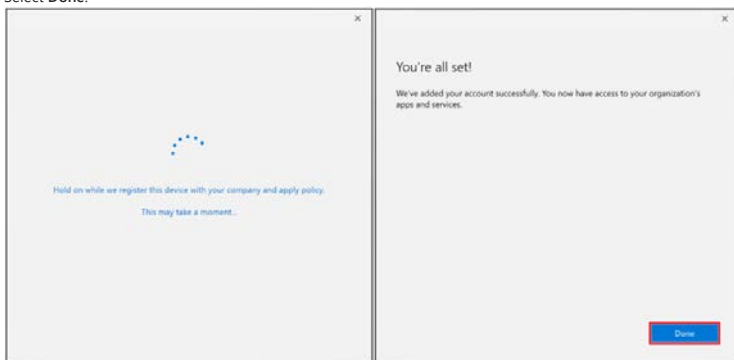 Select Done.
Hold on while we register this device with your company and apply policy.
This may take a moment...
You're all set!
We've added your account successfully. You now have access to your organization's
apps and services.
Done